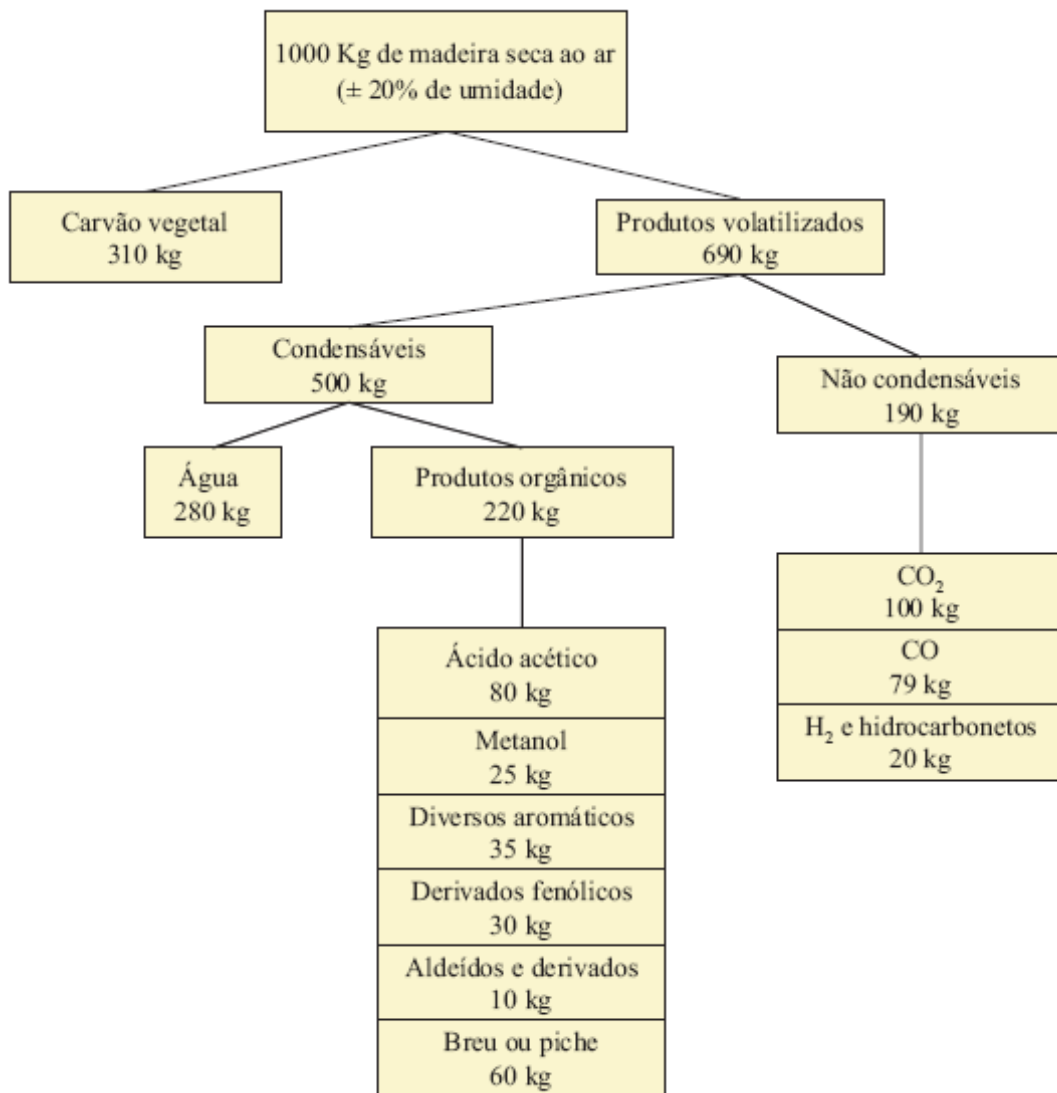 1000 Kg de madeira seca ao ar
(± 20% de umidade)
Carvão vegetal
310 kg
Produtos volatilizados
690 kg
Condensáveis
500 kg
Não condensáveis
190 kg
Água
280 kg
Produtos orgânicos
220 kg
Ácido acético
80 kg
Metanol
25 kg
Diversos aromáticos
35 kg
Derivados fenólicos
30 kg
Aldeídos e derivados
10 kg
Breu ou piche
60 kg
CO₂
100 kg
CO
79 kg
H₂ e hidrocarbonetos
20 kg